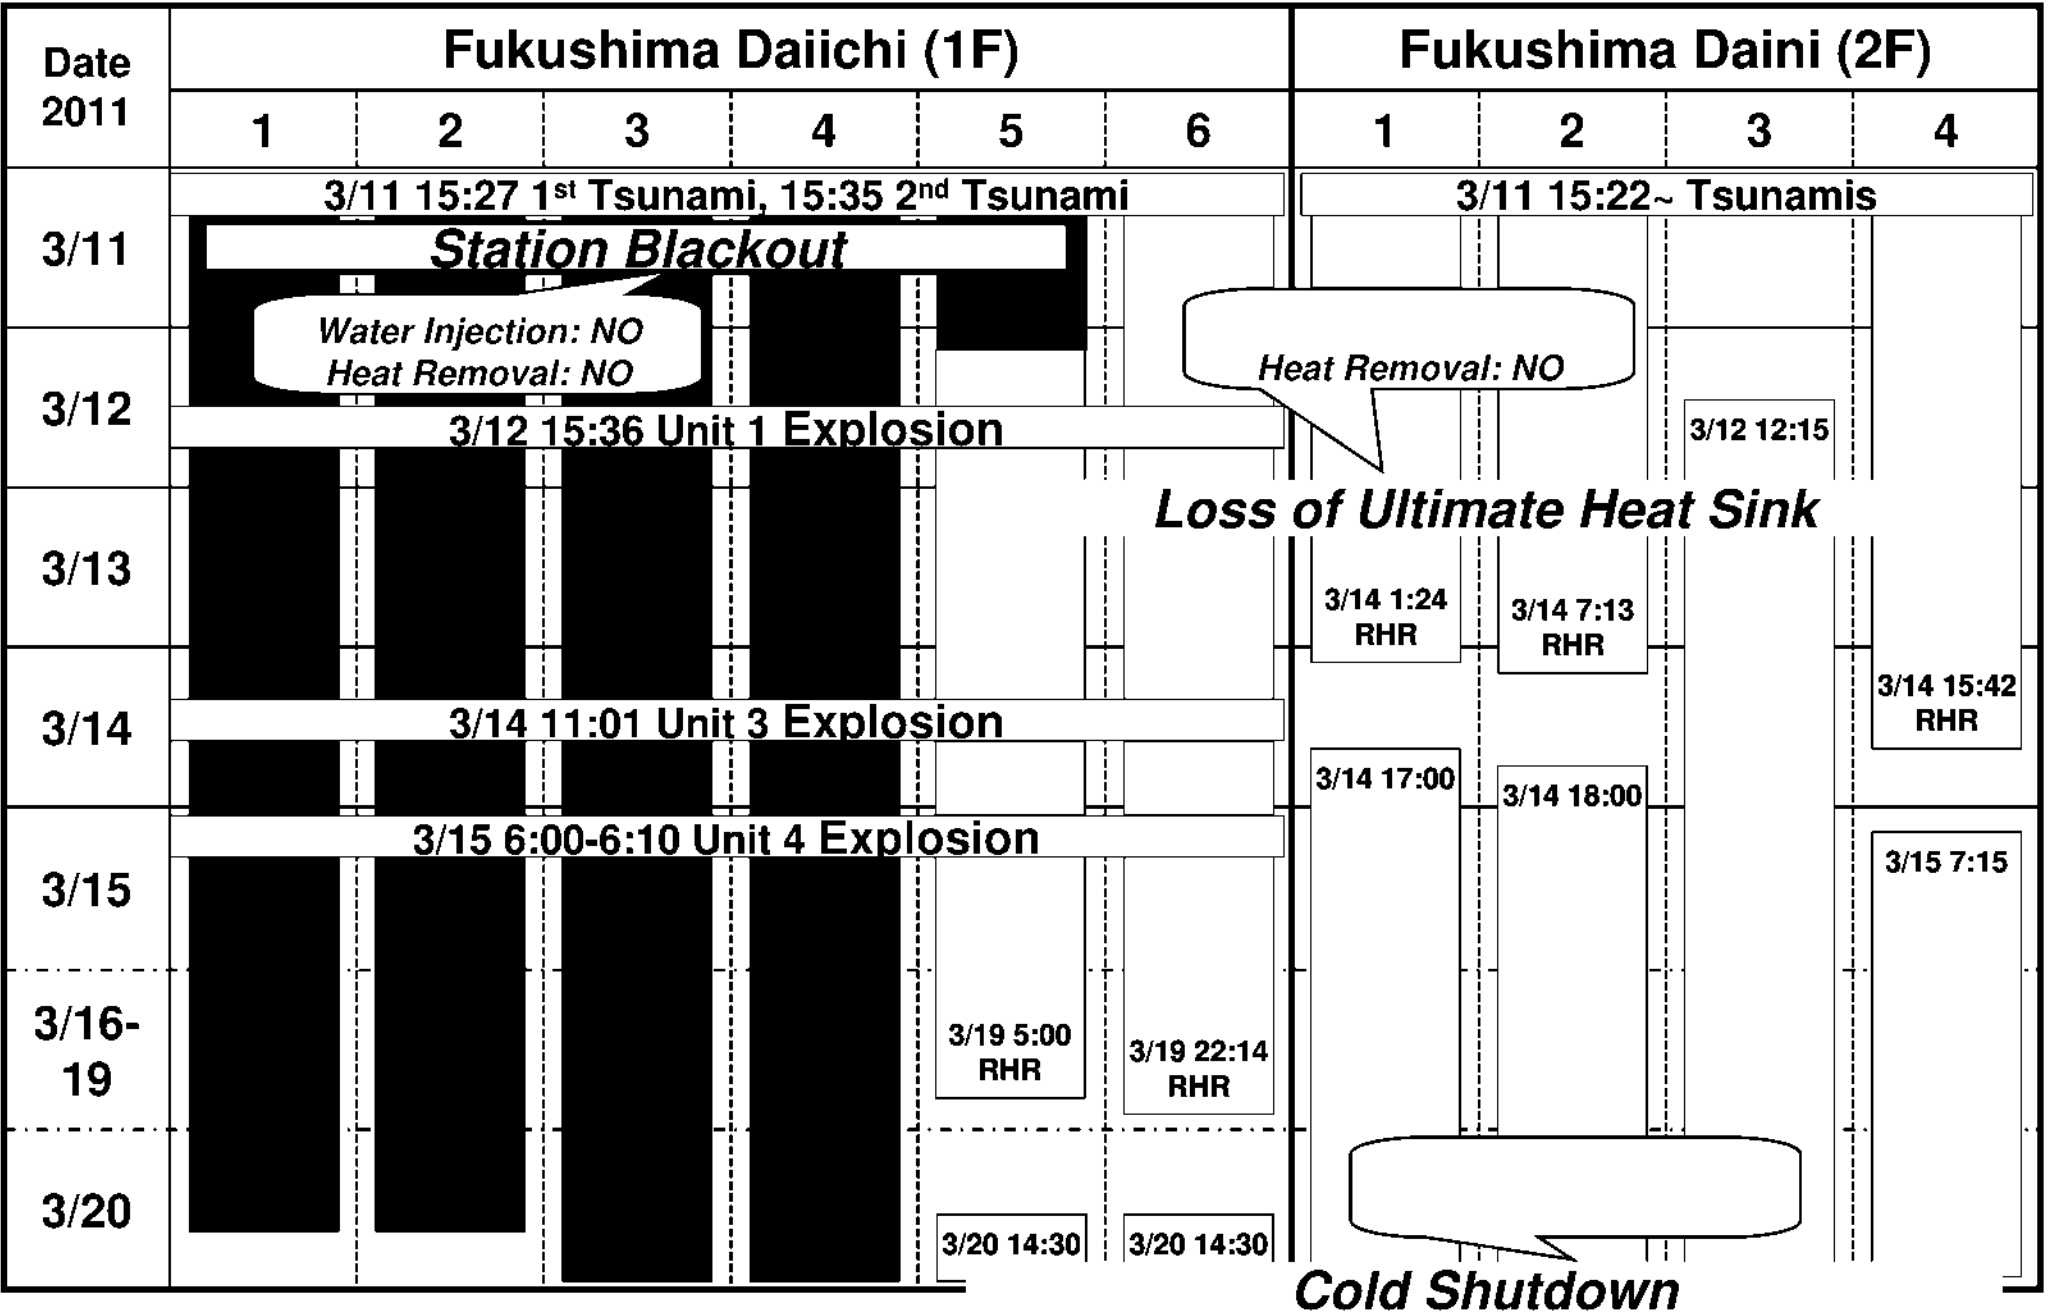 Date
2011
Fukushima Daiichi (1F)
Fukushima Daini (2F)
1 2 3 4 5 6 1 2 3 4
3/11 15:27 1st Tsunami, 15:35 2nd Tsunami
3/11 15:22~ Tsunamis
3/11
Station Blackout
Water Injection: NO
Heat Removal: NO
Heat Removal: NO
3/12
3/12 15:36 Unit 1 Explosion
3/12 12:15
Loss of Ultimate Heat Sink
3/13
3/14 1:24
RHR
3/14 7:13
RHR
3/14 15:42
RHR
3/14
3/14 11:01 Unit 3 Explosion
3/14 17:00
3/14 18:00
3/15 6:00-6:10 Unit 4 Explosion
3/15 7:15
3/15
3/16-
19
3/19 5:00
RHR
3/19 22:14
RHR
3/20
3/20 14:30
3/20 14:30
Cold Shutdown